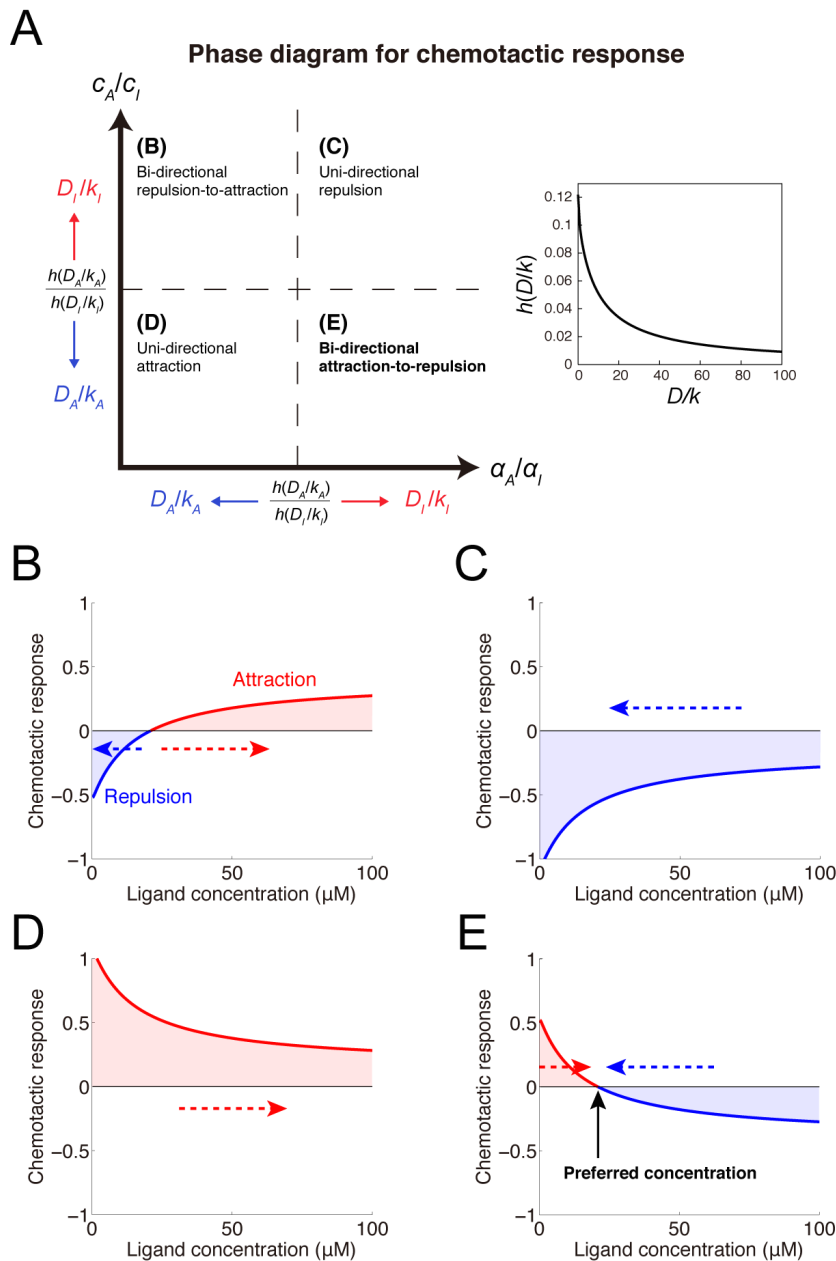 A
Phase diagram for chemotactic response
c_A/c_I
(B)
Bi-directional
repulsion-to-attraction
(C)
Uni-directional
repulsion
D_I/k_I
h(D_A/k_A)
h(D_I/k_I)
D_A/k_A
(D)
Uni-directional
attraction
(E)
Bi-directional
attraction-to-repulsion
α_A/α_I
D_A/k_A
h(D_A/k_A)
h(D_I/k_I)
D_I/k_I
h(D/k)
0.12
0.1
0.08
0.06
0.04
0.02
0
0 20 40 60 80 100
D/k
B
Chemotactic response
1
0.5
0
−0.5
−1
Attraction
Repulsion
0 50 100
Ligand concentration (μM)
C
Chemotactic response
1
0.5
0
−0.5
−1
0 50 100
Ligand concentration (μM)
D
Chemotactic response
1
0.5
0
−0.5
−1
0 50 100
Ligand concentration (μM)
E
Chemotactic response
1
0.5
0
−0.5
−1
Preferred concentration
0 50 100
Ligand concentration (μM)